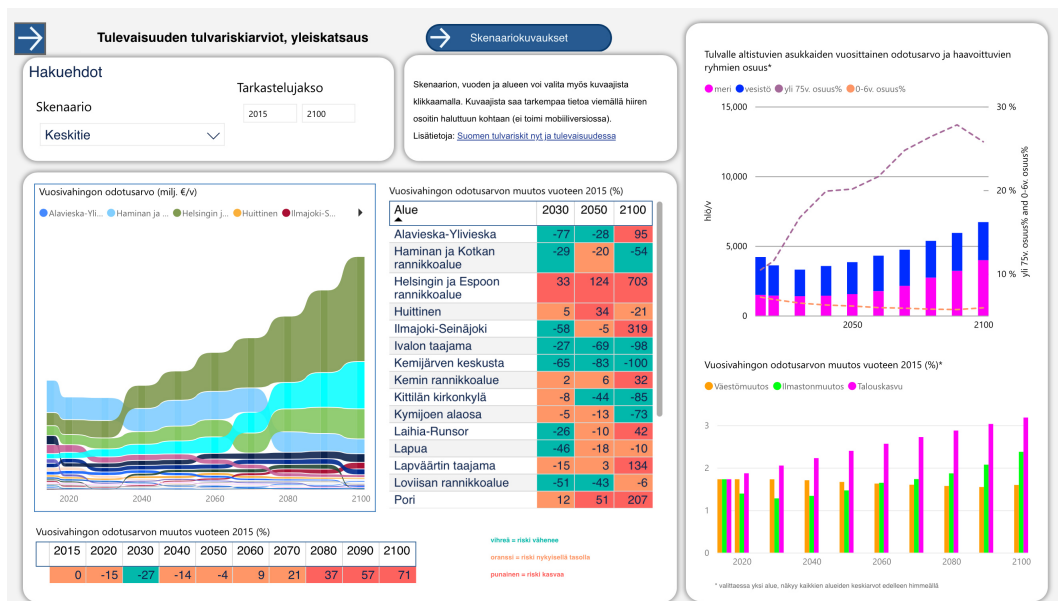 Tulevaisuuden tulvariskiarviot, yleiskatsaus
Skenaariokuvaukset
Hakuehdot
Skenaario
Keskitie
Tarkastelujakso
2015 2100
Skenaarion, vuoden ja alueen voi valita myös kuvaajista
klikkaamalla. Kuvaajista saa tarkempaa tietoa viemällä hiiren
osoitin haluttuun kohtaan (ei toimi mobiiliversiossa).
Lisätietoja: Suomen tulvariskit nyt ja tulevaisuudessa
Vuosivahingon odotusarvo (milj. €/v)
Alavieska-Yli... Haminan ja ... Helsingin j... Huittinen Ilmajoki-S...
2020 2040 2060 2080 2100
Vuosivahingon odotusarvon muutos vuoteen 2015 (%)
Alue 2030 2050 2100
Alavieska-Ylivieska -77 -28 95
Haminan ja Kotkan
rannikkoalue -29 -20 -54
Helsingin ja Espoon
rannikkoalue 33 124 703
Huittinen 5 34 -21
Ilmajoki-Seinäjoki -58 -5 319
Ivalon taajama -27 -69 -98
Kemijärven keskusta -65 -83 -100
Kemin rannikkoalue 2 6 32
Kittilän kirkonkylä -8 -44 -85
Kymijoen alaosa -5 -13 -73
Laihia-Runsor -26 -10 42
Lapua -46 -18 -10
Lapväärtin taajama -15 3 134
Loviisan rannikkoalue -51 -43 -6
Pori 12 51 207
Vuosivahingon odotusarvon muutos vuoteen 2015 (%)
2015 2020 2030 2040 2050 2060 2070 2080 2090 2100
0 -15 -27 -14 -4 9 21 37 57 71
vihreä = riski vähenee
oranssi = riski nykyisellä tasolla
punainen = riski kasvaa
Tulvalle altistuvien asukkaiden vuosittainen odotusarvo ja haavoittuvien
ryhmien osuus*
meri vesistö yli 75v. osuus% 0-6v. osuus%
15,000 30 %
10,000 20 %
5,000 10 %
0
hlö/v
yli 75v. osuus% and 0-6v. osuus%
2050 2100
Vuosivahingon odotusarvon muutos vuoteen 2015 (%)*
Väestömuutos Ilmastonmuutos Talouskasvu
3
2
1
0
2020 2040 2060 2080 2100
* valittaessa yksi alue, näkyy kaikkien alueiden keskiarvot edelleen himmeällä